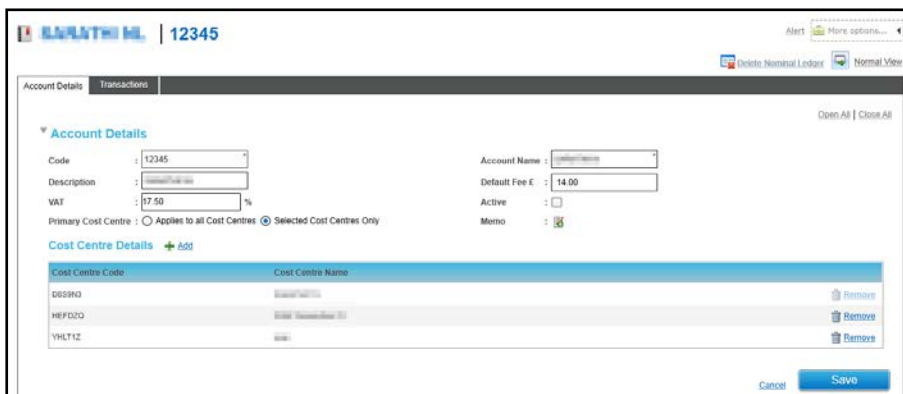 12345
Alert More options...
Delete Nominal Ledger Normal View
Account Details Transactions
Open All | Close All
Account Details
Code : 12345 * Account Name : *
Description : Default Fee £ : 14.00
VAT : 17.50 % Active :
Primary Cost Centre : Applies to all Cost Centres Selected Cost Centres Only Memo :
Cost Centre Details Add
Cost Centre Code Cost Centre Name
Remove
HEFDZQ Remove
YHLT1Z Remove
Cancel Save